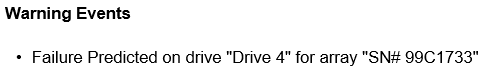 Warning Events
• Failure Predicted on drive "Drive 4" for array "SN# 99C1733"